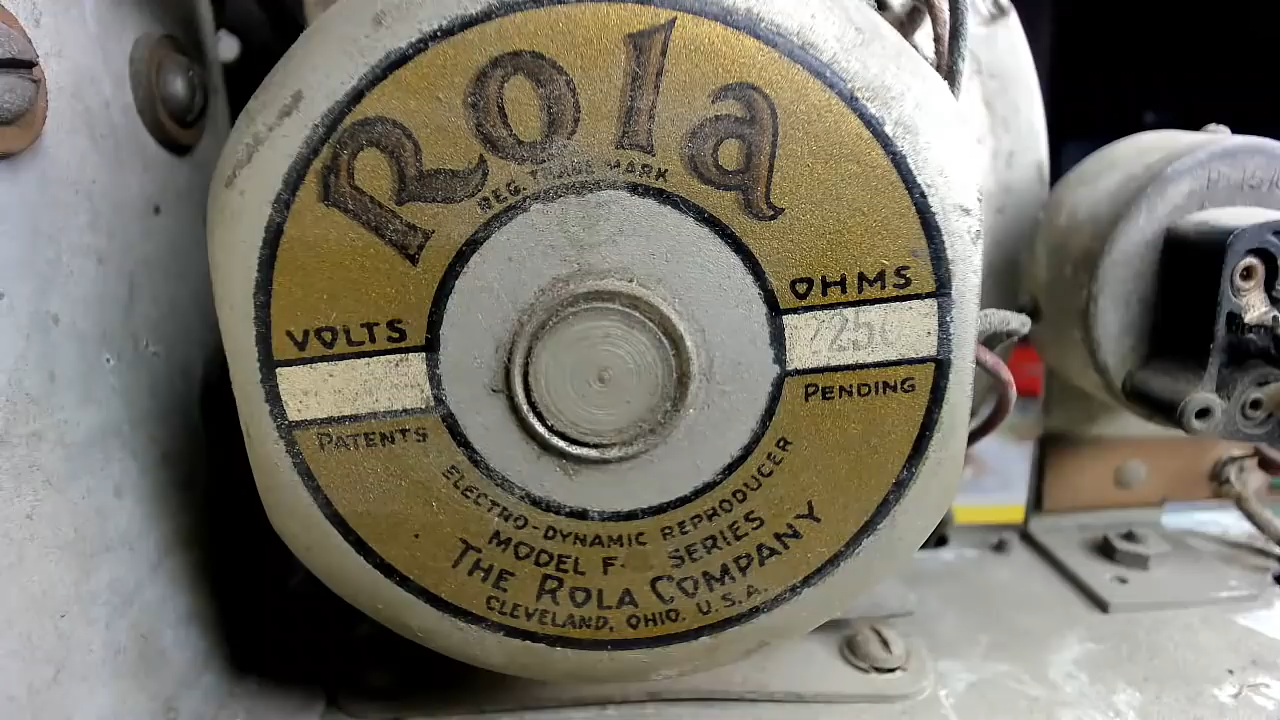 Rola
REG. TRADE MARK
VOLTS
OHMS
PATENTS
PENDING
ELECTRO-DYNAMIC REPRODUCER
MODEL F. SERIES
THE ROLA COMPANY
CLEVELAND, OHIO. U.S.A.